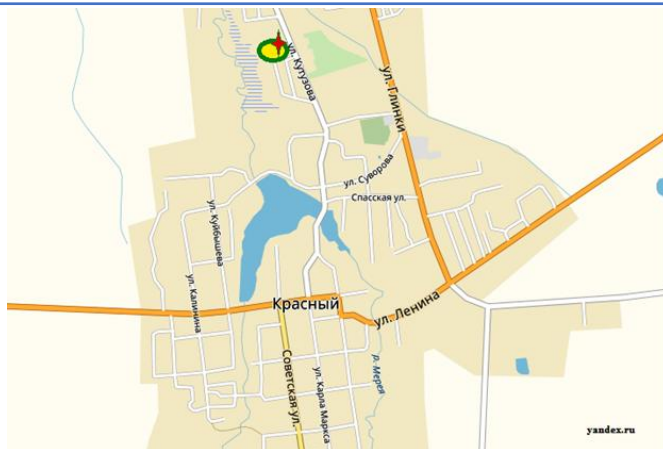 ул. Кутузова
ул. Глинки
ул. Суворова
Спасская ул.
ул. Куйбышева
ул. Калинина
Красный
ул. Ленина
Советская ул.
ул. Карла Маркса
р. Мерея
yandex.ru